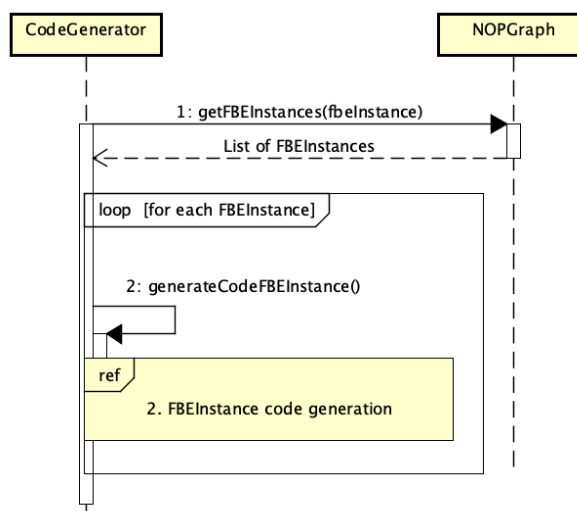 CodeGenerator
NOPGraph
1: getFBEInstances(fbeInstance)
List of FBEInstances
loop [for each FBEInstance]
2: generateCodeFBEInstance()
ref
2. FBEInstance code generation